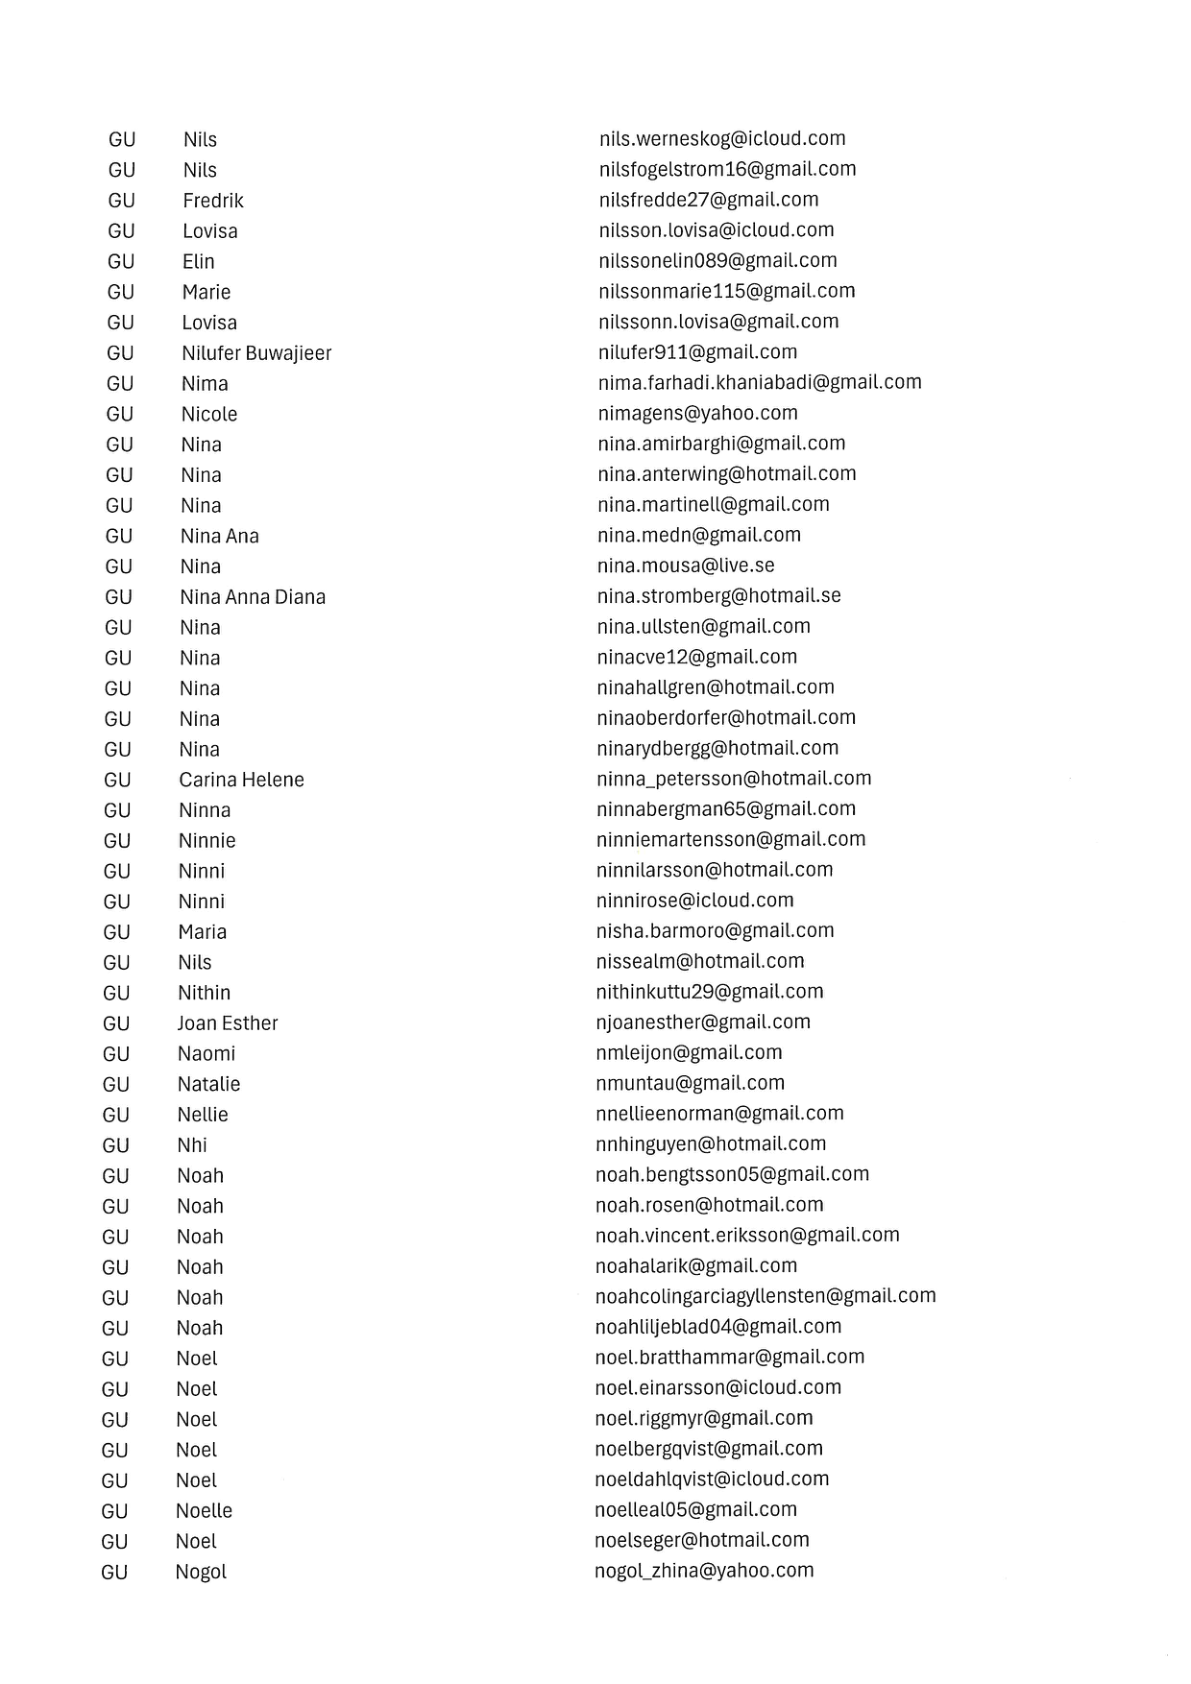 GU Nils nils.werneskog@icloud.com
GU Nils nilsfogelstrom16@gmail.com
GU Fredrik nilsfredde27@gmail.com
GU Lovisa nilsson.lovisa@icloud.com
GU Elin nilssonelin089@gmail.com
GU Marie nilssonmarie115@gmail.com
GU Lovisa nilssonn.lovisa@gmail.com
GU Nilufer Buwajieer nilufer911@gmail.com
GU Nima nima.farhadi.khaniabadi@gmail.com
GU Nicole nimagens@yahoo.com
GU Nina nina.amirbarghi@gmail.com
GU Nina nina.anterwing@hotmail.com
GU Nina nina.martinell@gmail.com
GU Nina Ana nina.medn@gmail.com
GU Nina nina.mousa@live.se
GU Nina Anna Diana nina.stromberg@hotmail.se
GU Nina nina.ullsten@gmail.com
GU Nina ninacve12@gmail.com
GU Nina ninahallgren@hotmail.com
GU Nina ninaoberdorfer@hotmail.com
GU Nina ninarydbergg@hotmail.com
GU Carina Helene ninna_petersson@hotmail.com
GU Ninna ninnabergman65@gmail.com
GU Ninnie ninniemartensson@gmail.com
GU Ninni ninnilarsson@hotmail.com
GU Ninni ninnirose@icloud.com
GU Maria nisha.barmoro@gmail.com
GU Nils nissealm@hotmail.com
GU Nithin nithinkuttu29@gmail.com
GU Joan Esther njoanesther@gmail.com
GU Naomi nmleijon@gmail.com
GU Natalie nmuntau@gmail.com
GU Nellie nnellieenorman@gmail.com
GU Nhi nnhinguyen@hotmail.com
GU Noah noah.bengtsson05@gmail.com
GU Noah noah.rosen@hotmail.com
GU Noah noah.vincent.eriksson@gmail.com
GU Noah noahalarik@gmail.com
GU Noah noahcolingarciagyllensten@gmail.com
GU Noah noahliljeblad04@gmail.com
GU Noel noel.bratthammar@gmail.com
GU Noel noel.einarsson@icloud.com
GU Noel noel.riggmyr@gmail.com
GU Noel noelbergqvist@gmail.com
GU Noel noeldahlqvist@icloud.com
GU Noelle noelleal05@gmail.com
GU Noel noelseger@hotmail.com
GU Nogol nogol_zhina@yahoo.com